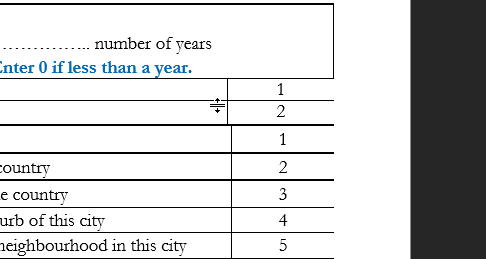 .............. number of years
Enter 0 if less than a year.
1
2
1
country 2
e country 3
urb of this city 4
neighbourhood in this city 5